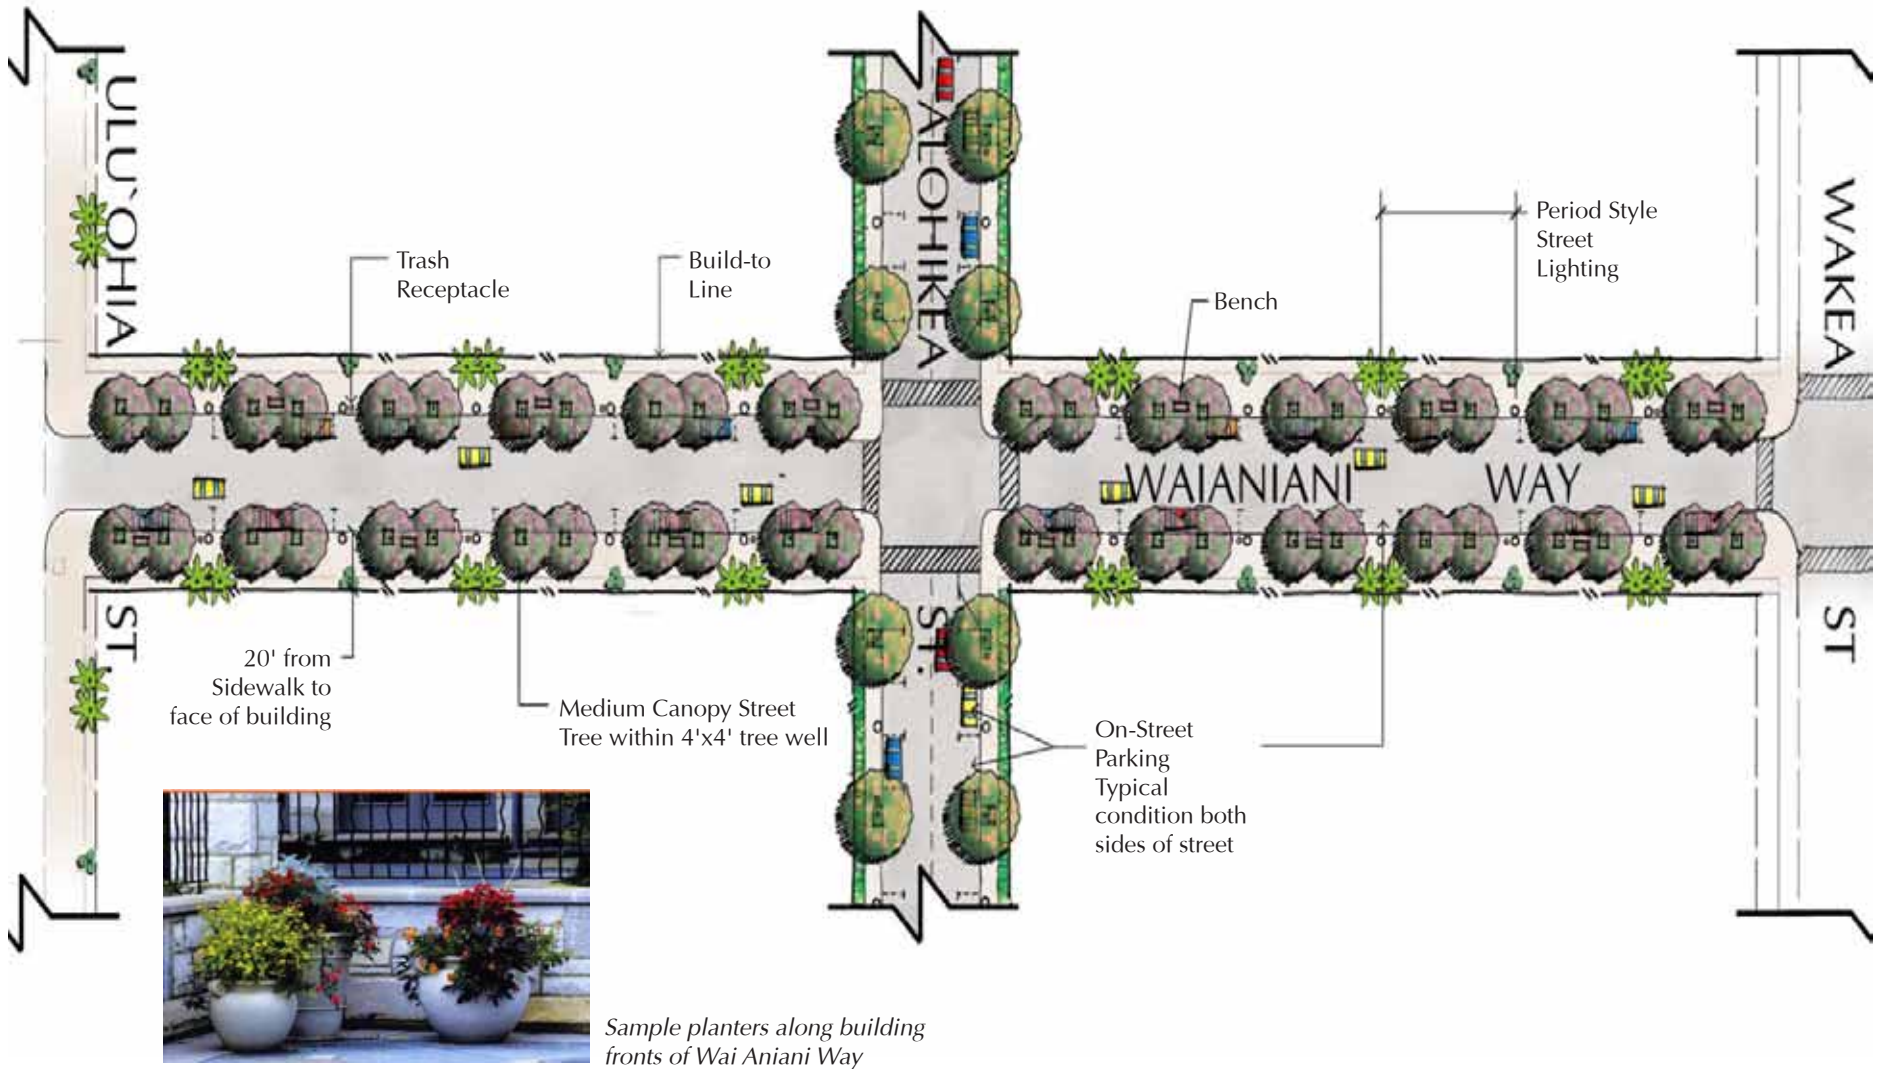 ULU'OHIA
ST.
Trash
Receptacle
Build-to
Line
ALOHIKEA
ST.
Bench
Period Style
Street
Lighting
WAKEA
ST
WAIANIANI WAY
20' from
Sidewalk to
face of building
Medium Canopy Street
Tree within 4'x4' tree well
On-Street
Parking
Typical
condition both
sides of street
Sample planters along building
fronts of Wai Aniani Way